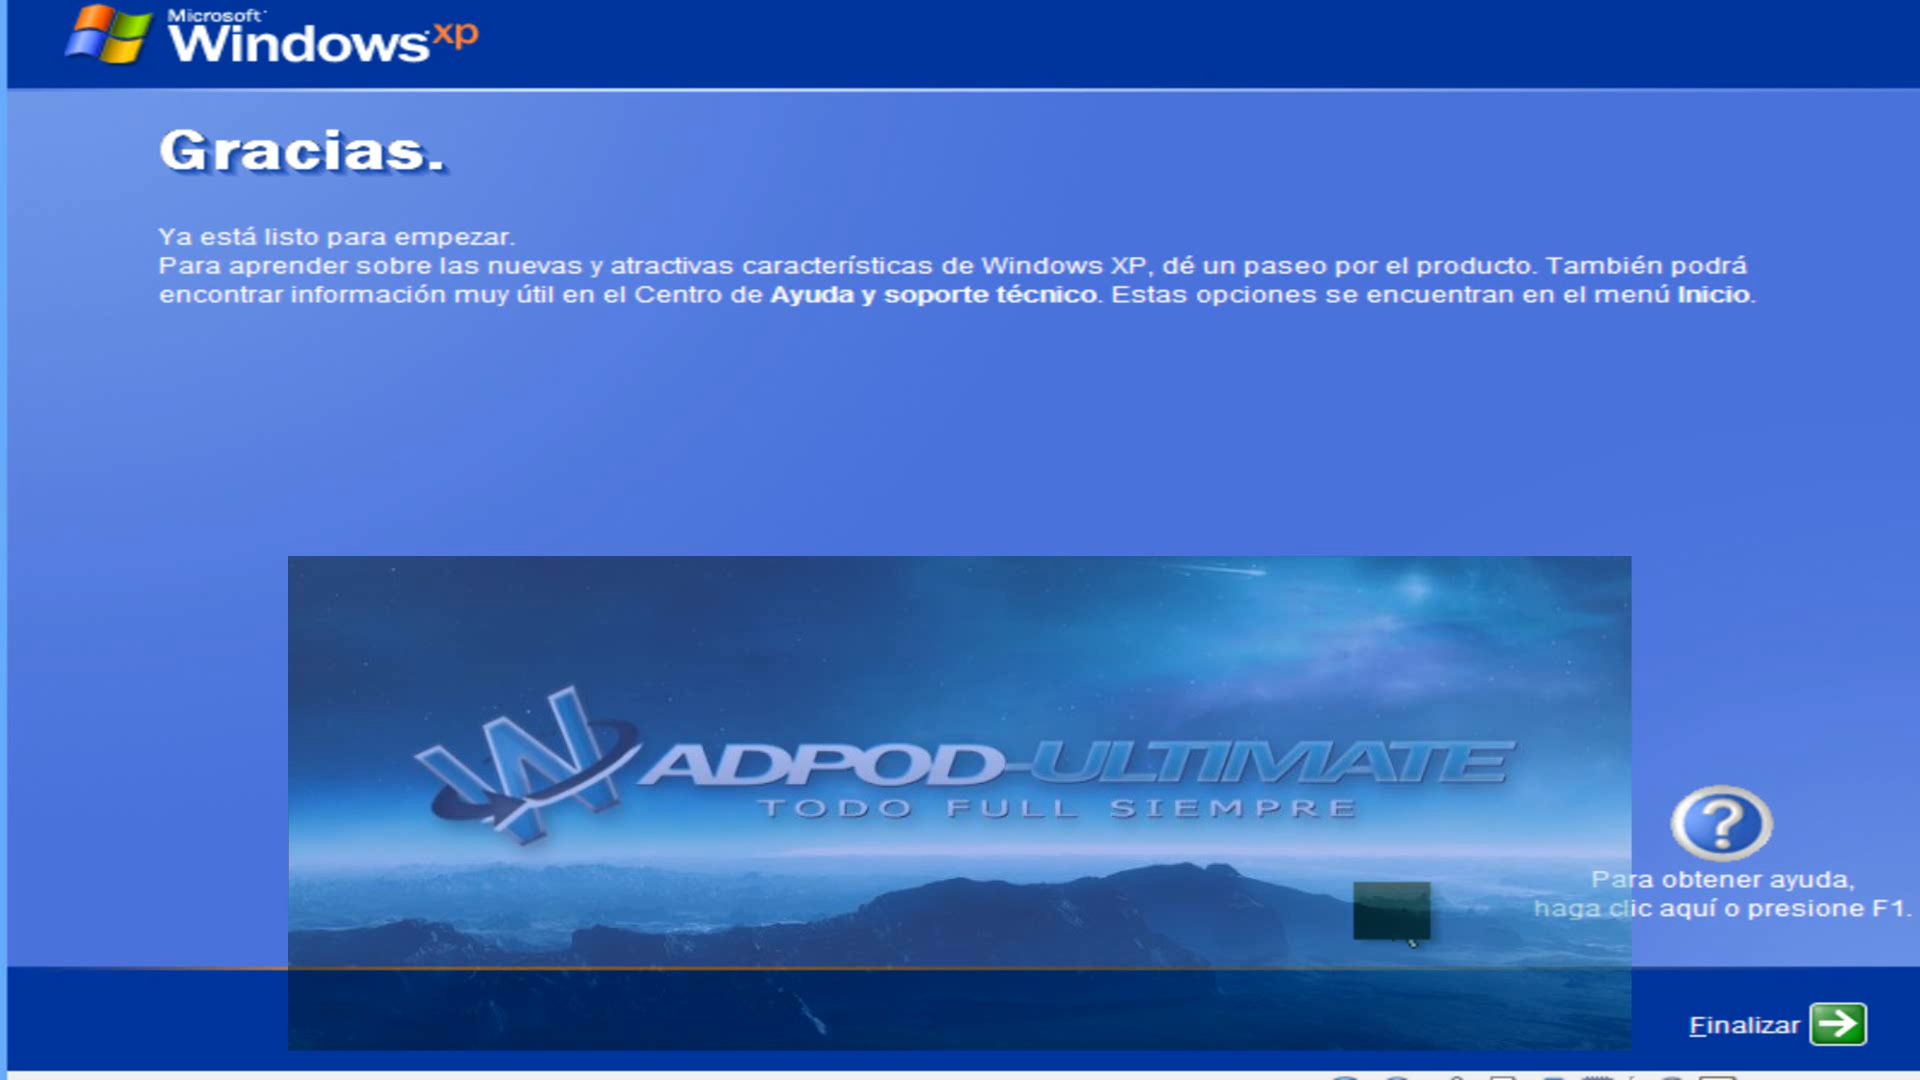 Microsoft
Windows xp
Gracias.
Ya está listo para empezar.
Para aprender sobre las nuevas y atractivas características de Windows XP, dé un paseo por el producto. También podrá
encontrar información muy útil en el Centro de Ayuda y soporte técnico. Estas opciones se encuentran en el menú Inicio.
WADPOD-ULTIMATE
TODO FULL SIEMPRE
?
Para obtener ayuda,
haga clic aquí o presione F1.
Finalizar